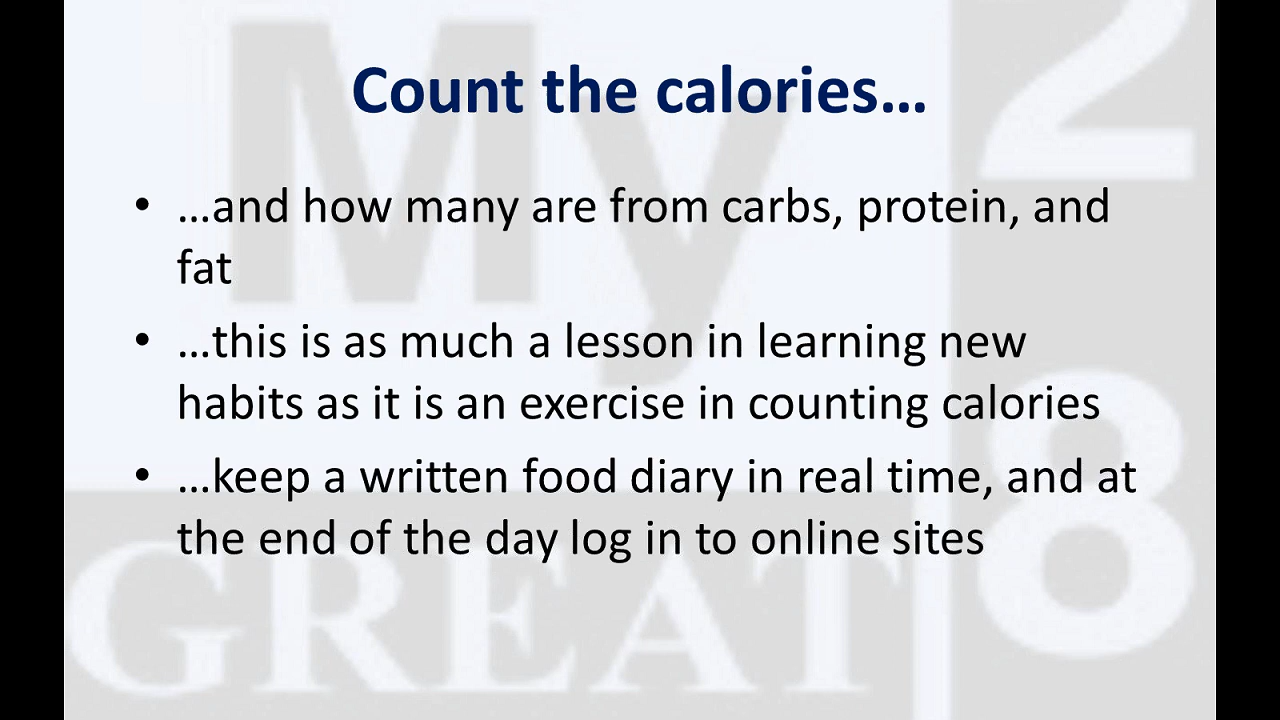 My
2
8
GREAT
Count the calories…
• …and how many are from carbs, protein, and
fat
• …this is as much a lesson in learning new
habits as it is an exercise in counting calories
• …keep a written food diary in real time, and at
the end of the day log in to online sites